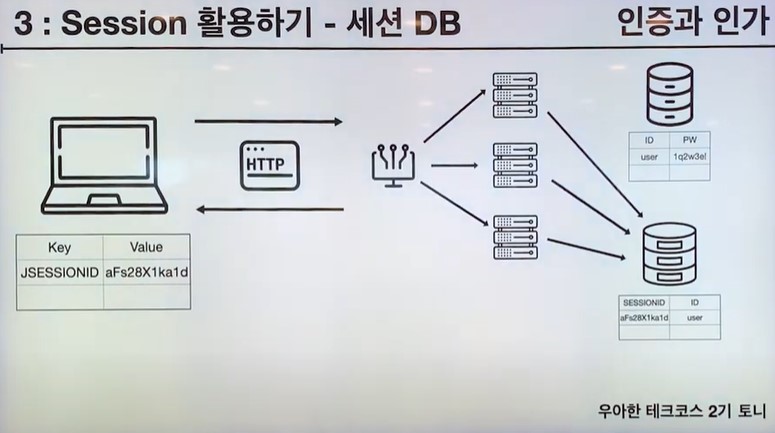 3 : Session 활용하기 - 세션 DB
인증과 인가
HTTP
Key Value
JSESSIONID aFs28X1ka1d
ID PW
user 1q2w3e!
SESSIONID ID
aFs28X1ka1d user
우아한 테크코스 2기 토니